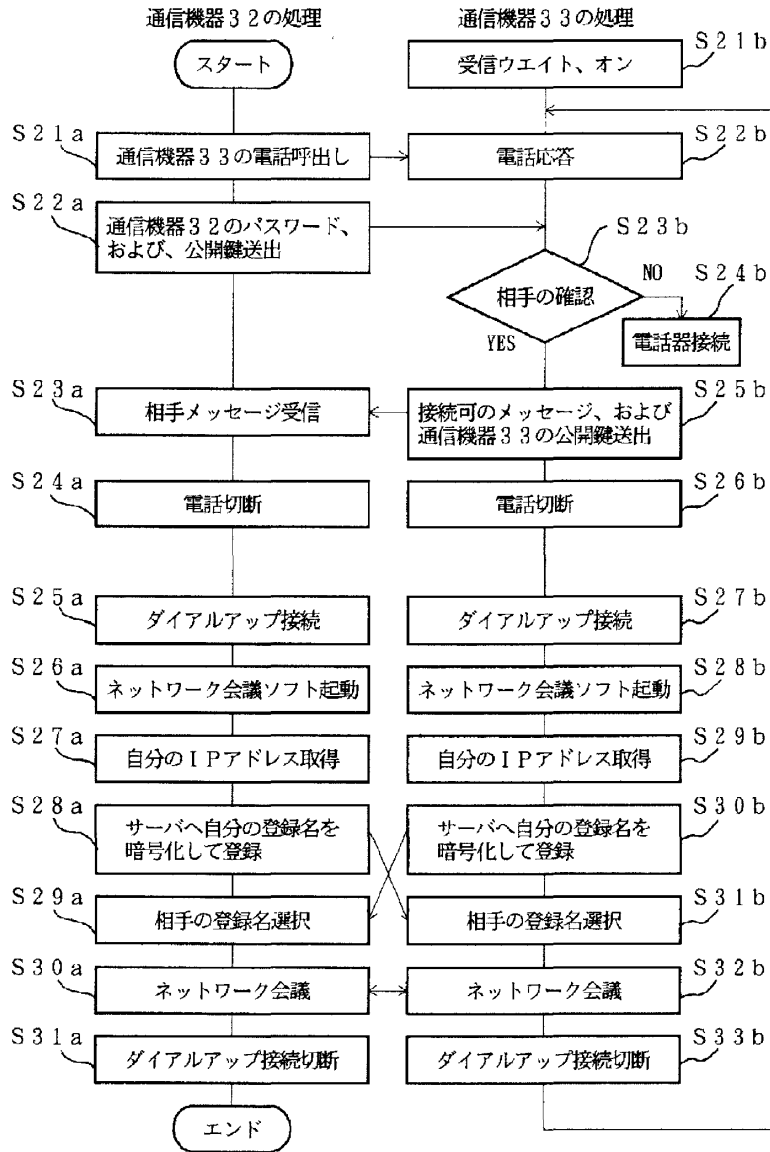 通信機器３２の処理
通信機器３３の処理
スタート
受信ウエイト、オン
S２１b
S２１a
通信機器３３の電話呼出し
電話応答
S２２b
S２２a
通信機器３２のパスワード、
および、公開鍵送出
S２３b
相手の確認
NO
S２４b
電話器接続
YES
S２３a
相手メッセージ受信
接続可のメッセージ、および
通信機器３３の公開鍵送出
S２５b
S２４a
電話切断
電話切断
S２６b
S２５a
ダイアルアップ接続
ダイアルアップ接続
S２７b
S２６a
ネットワーク会議ソフト起動
ネットワーク会議ソフト起動
S２８b
S２７a
自分のＩＰアドレス取得
自分のＩＰアドレス取得
S２９b
S２８a
サーバへ自分の登録名を
暗号化して登録
サーバへ自分の登録名を
暗号化して登録
S３０b
S２９a
相手の登録名選択
相手の登録名選択
S３１b
S３０a
ネットワーク会議
ネットワーク会議
S３２b
S３１a
ダイアルアップ接続切断
ダイアルアップ接続切断
S３３b
エンド